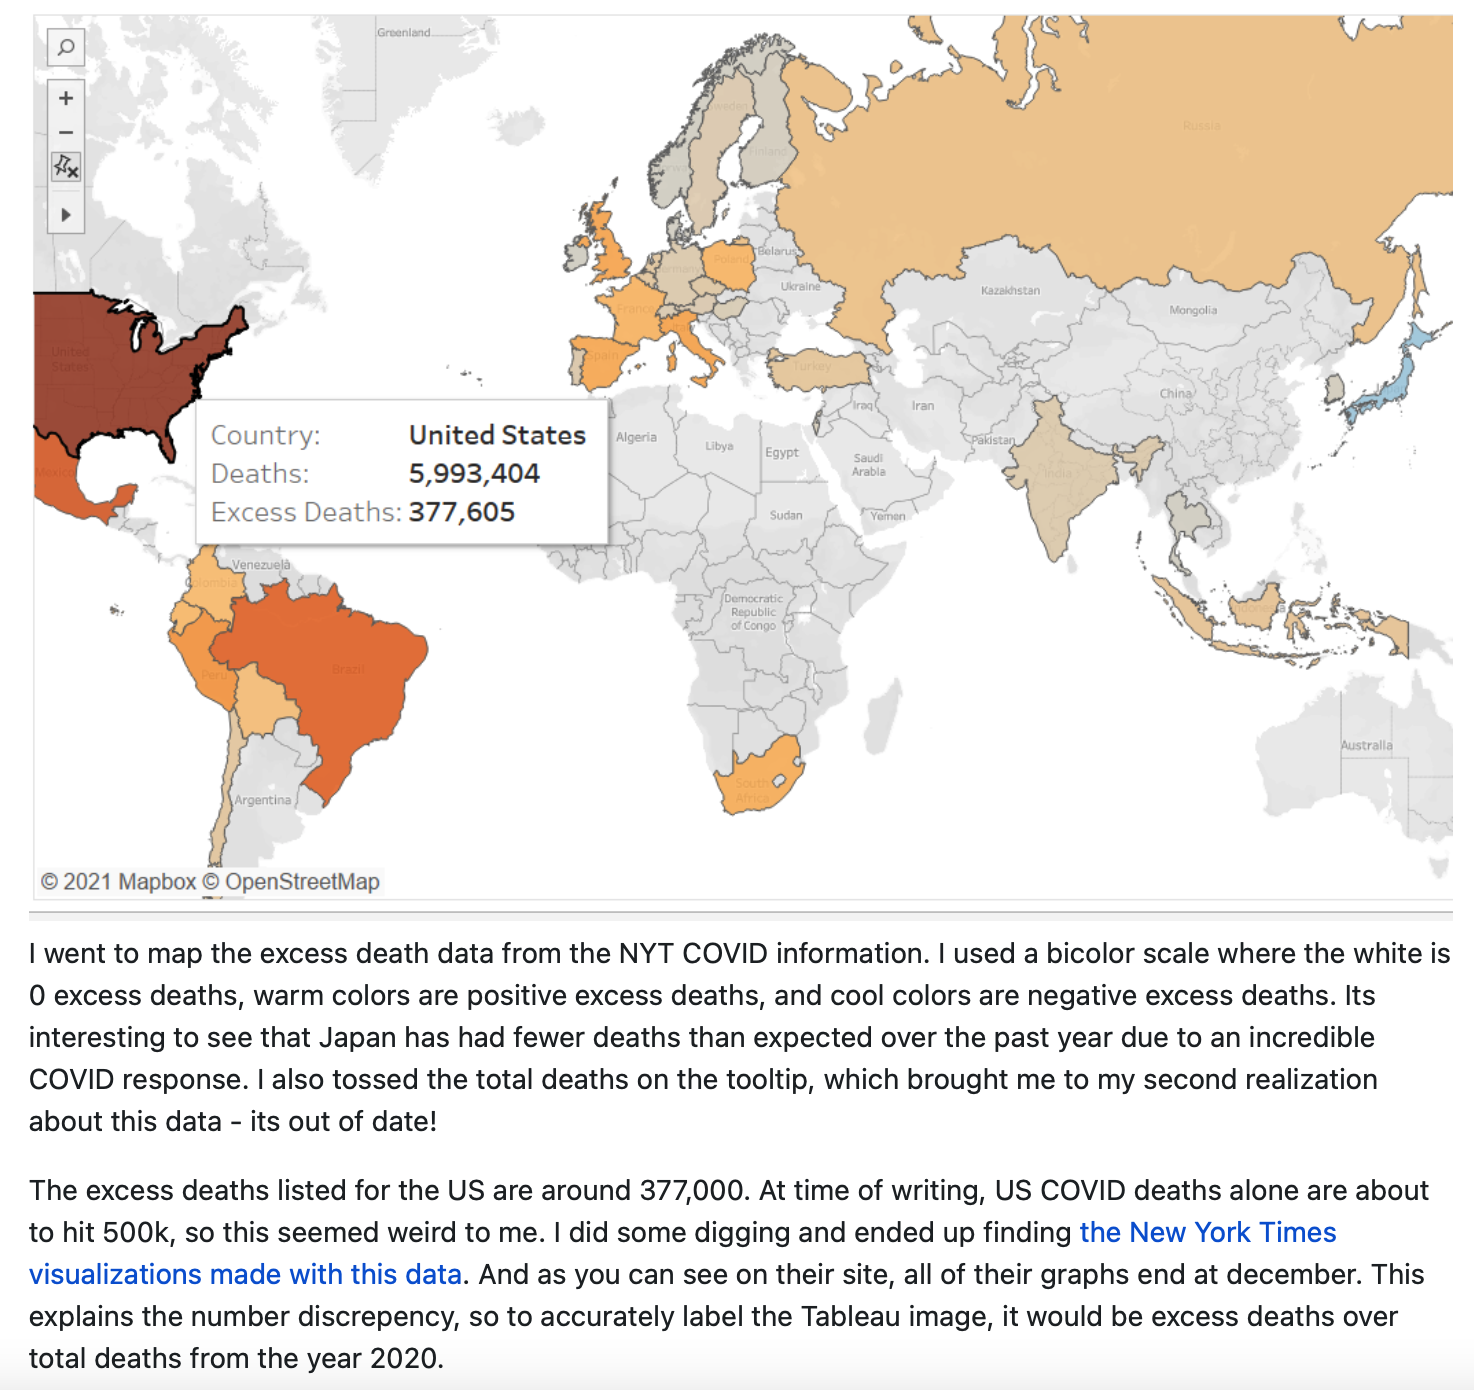 Greenland
Sweden
Russia
Finland
Belarus
Poland
Germany
Ukraine
Kazakhstan
France
Mongolia
Italy
United
States
Spain
Turkey
China
Iraq
Iran
Algeria
Libya
Egypt
Pakistan
Saudi
Arabia
India
Mexico
Country: United States
Deaths: 5,993,404
Excess Deaths: 377,605
Sudan
Yemen
Venezuela
Colombia
Democratic
Republic
of Congo
Indonesia
Brazil
Peru
Australia
South
Africa
Argentina
© 2021 Mapbox © OpenStreetMap
I went to map the excess death data from the NYT COVID information. I used a bicolor scale where the white is
0 excess deaths, warm colors are positive excess deaths, and cool colors are negative excess deaths. Its
interesting to see that Japan has had fewer deaths than expected over the past year due to an incredible
COVID response. I also tossed the total deaths on the tooltip, which brought me to my second realization
about this data - its out of date!
The excess deaths listed for the US are around 377,000. At time of writing, US COVID deaths alone are about
to hit 500k, so this seemed weird to me. I did some digging and ended up finding the New York Times
visualizations made with this data. And as you can see on their site, all of their graphs end at december. This
explains the number discrepency, so to accurately label the Tableau image, it would be excess deaths over
total deaths from the year 2020.